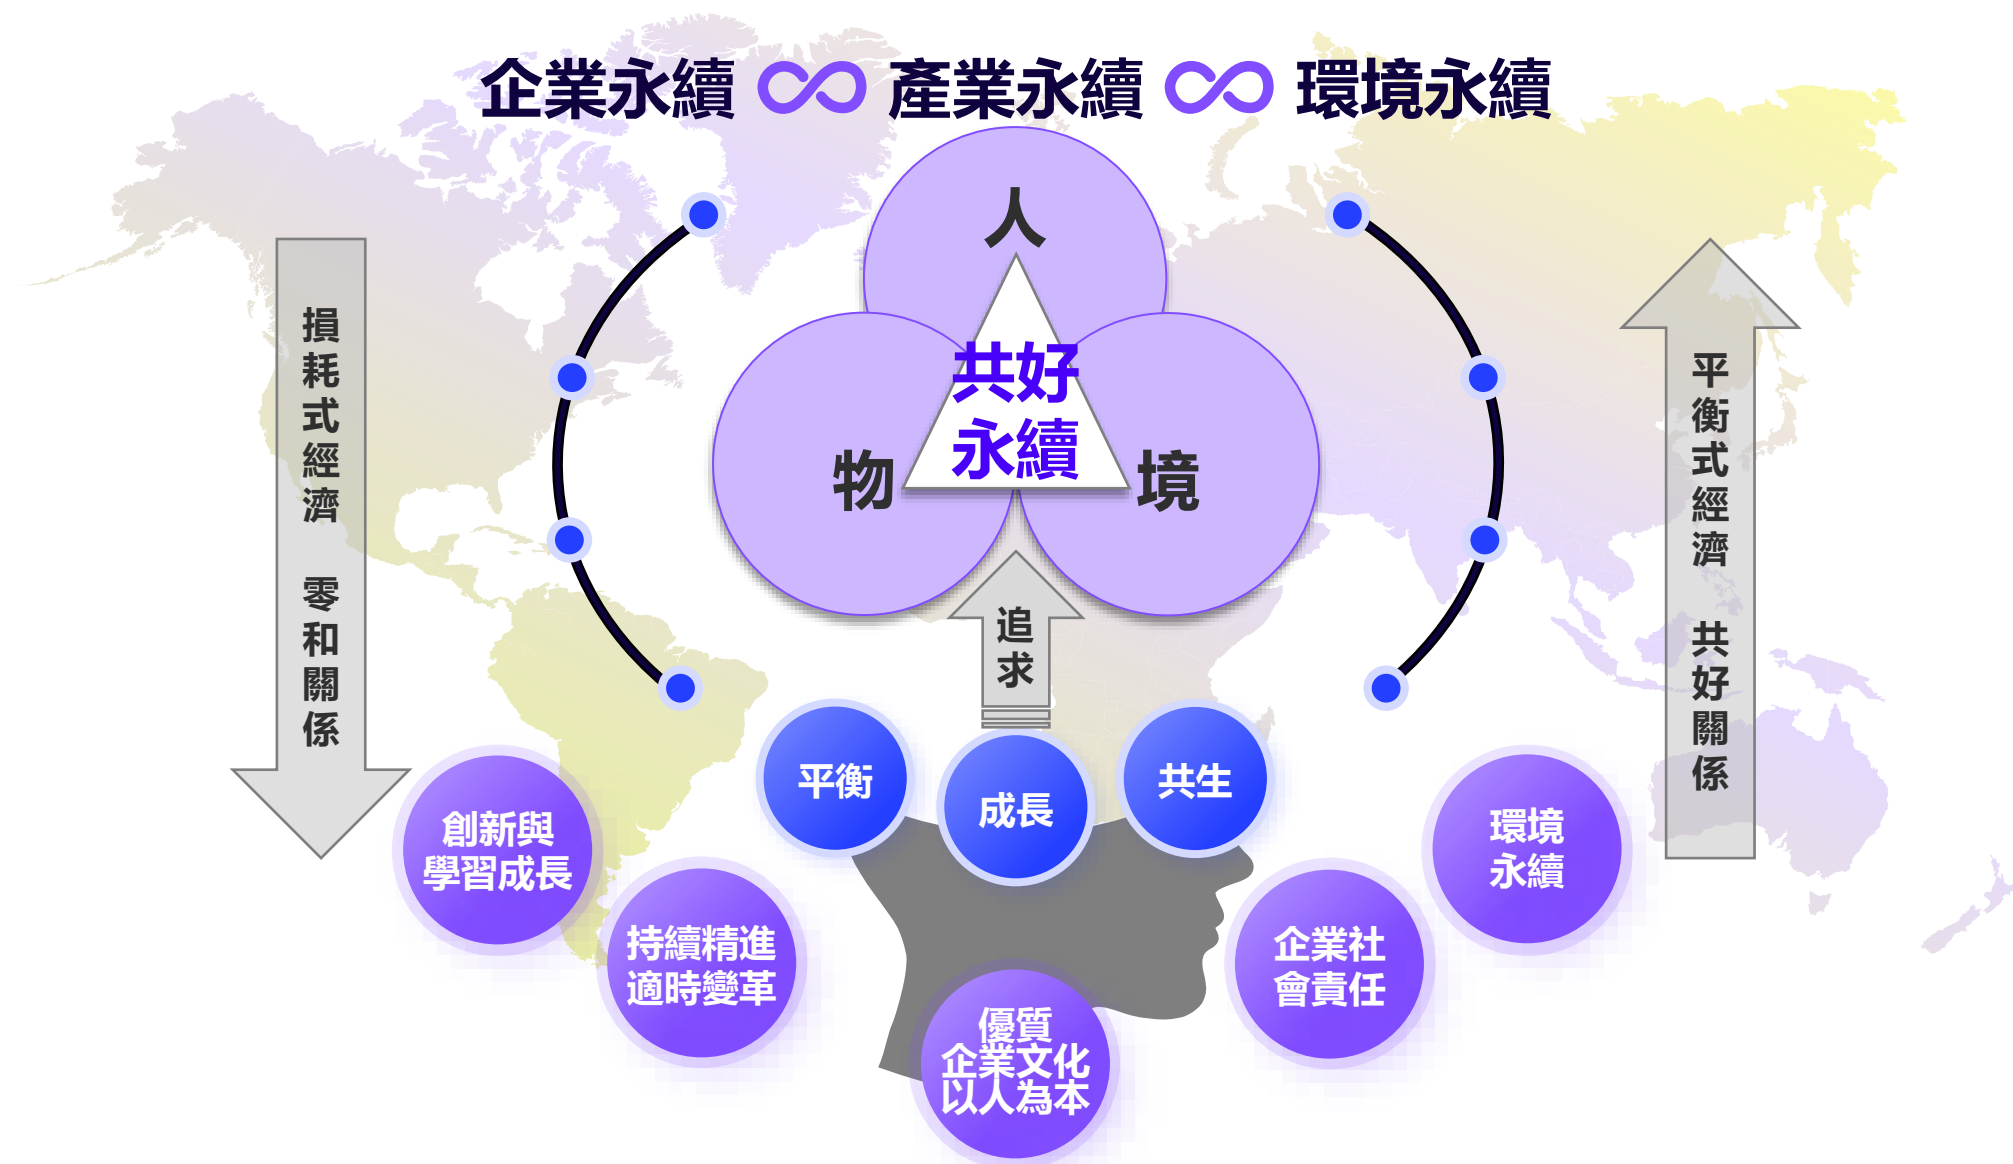 企業永續 ∞ 產業永續 ∞ 環境永續
人
共好
永續
物
境
損耗式經濟 零和關係
平衡式經濟 共好關係
追求
平衡
成長
共生
創新與
學習成長
持續精進
適時變革
優質
企業文化
以人為本
企業社
會責任
環境
永續